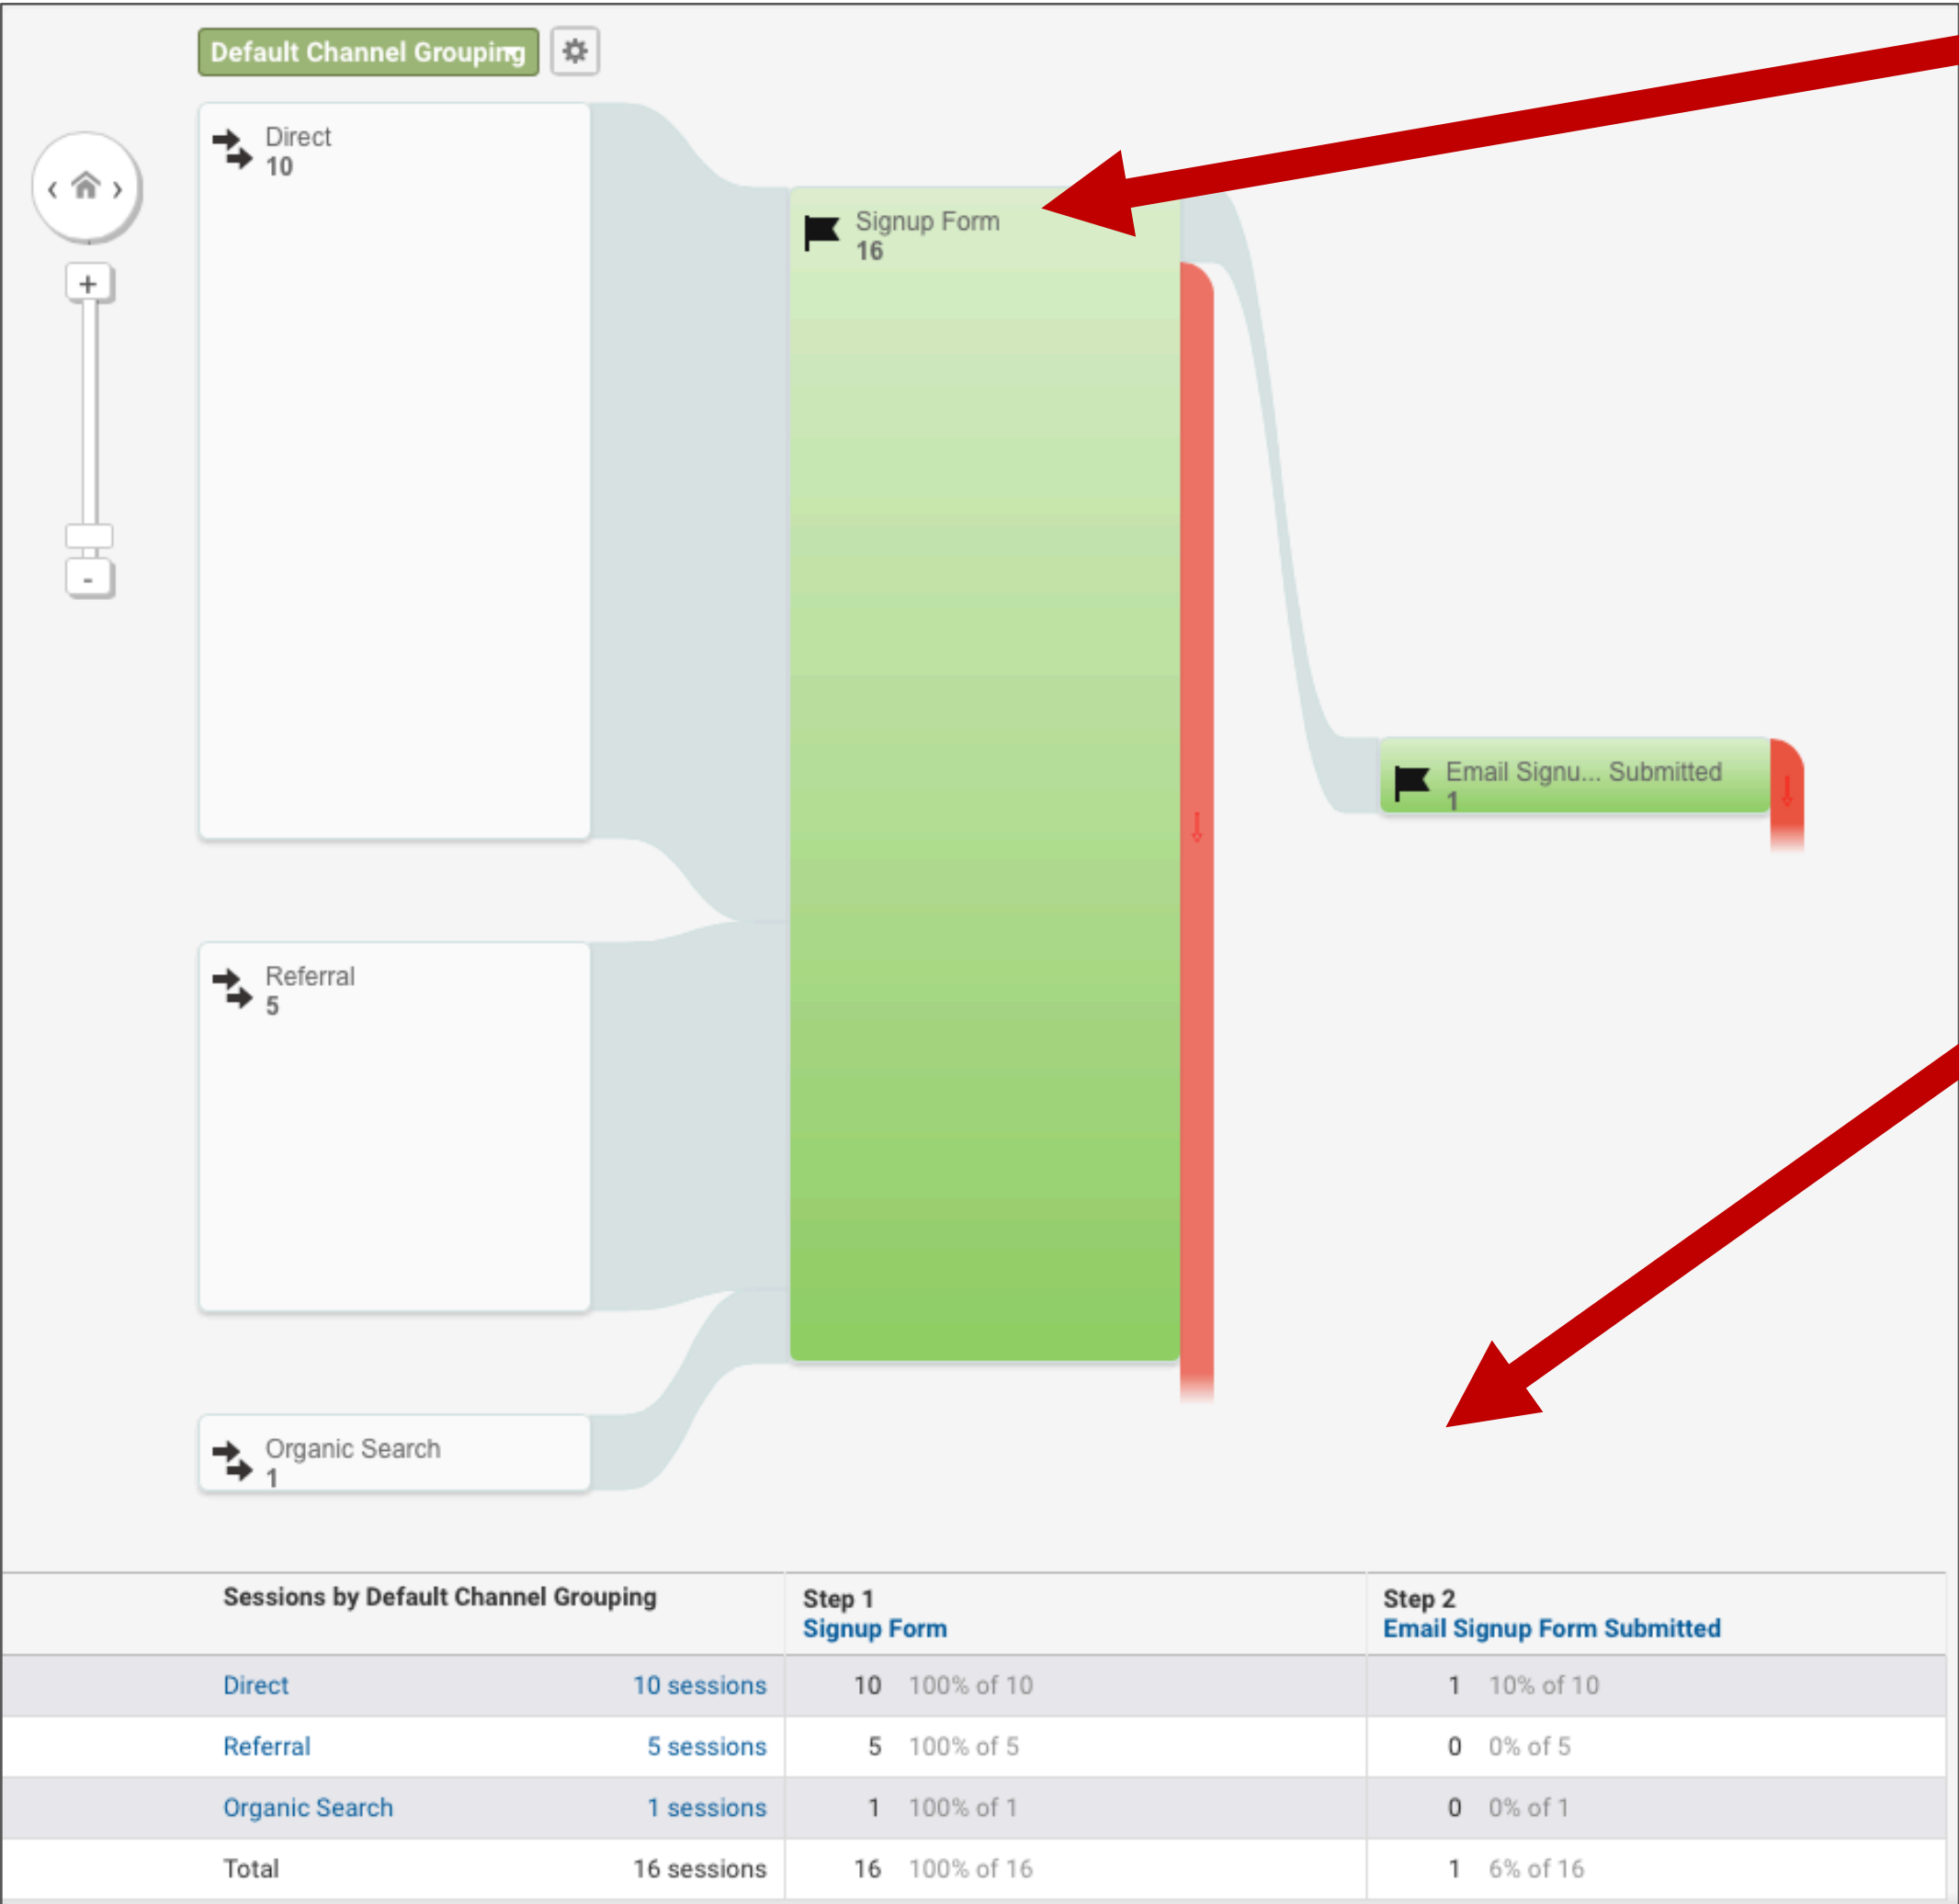 Default Channel Grouping
Direct
10
Signup Form
16
+
-
Email Signu... Submitted
1
Referral
5
Organic Search
1
Sessions by Default Channel Grouping
Step 1
Signup Form
Step 2
Email Signup Form Submitted
Direct 10 sessions 10 100% of 10 1 10% of 10
Referral 5 sessions 5 100% of 5 0 0% of 5
Organic Search 1 sessions 1 100% of 1 0 0% of 1
Total 16 sessions 16 100% of 16 1 6% of 16